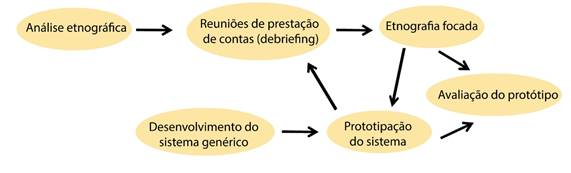 Análise etnográfica
Reuniões de prestação
de contas (debriefing)
Etnografia focada
Avaliação do protótipo
Desenvolvimento do
sistema genérico
Prototipação
do sistema